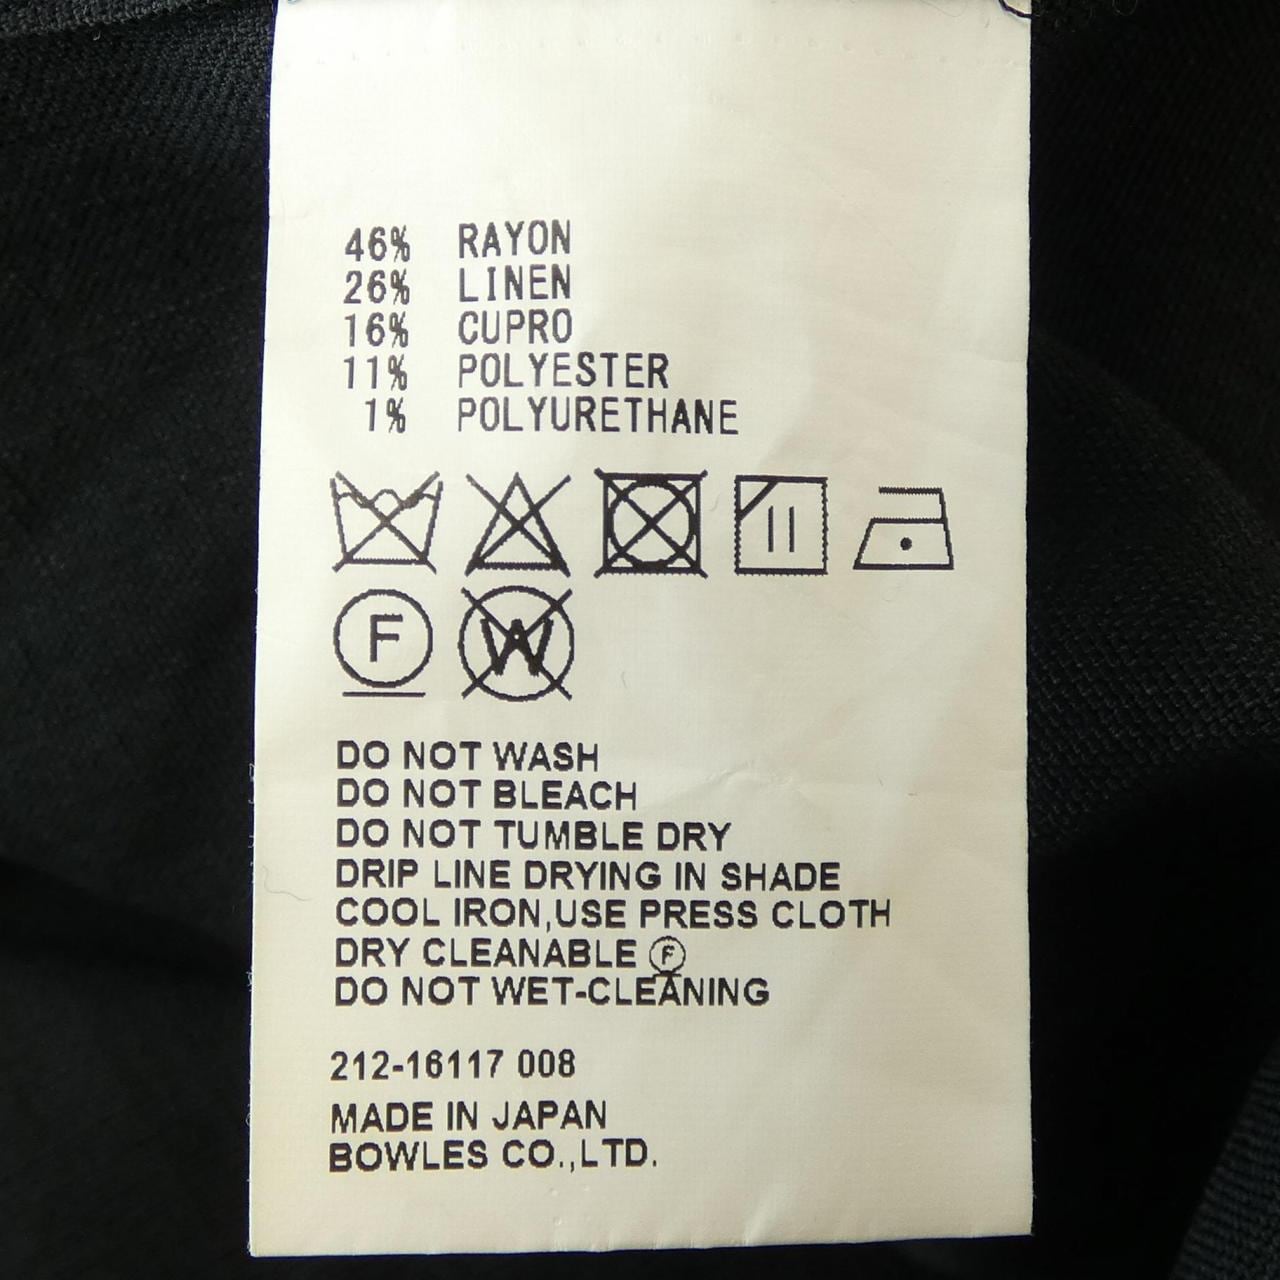 46% RAYON
26% LINEN
16% CUPRO
11% POLYESTER
1% POLYURETHANE
F W
DO NOT WASH
DO NOT BLEACH
DO NOT TUMBLE DRY
DRIP LINE DRYING IN SHADE
COOL IRON,USE PRESS CLOTH
DRY CLEANABLE Ⓕ
DO NOT WET-CLEANING
212-16117 008
MADE IN JAPAN
BOWLES CO.,LTD.